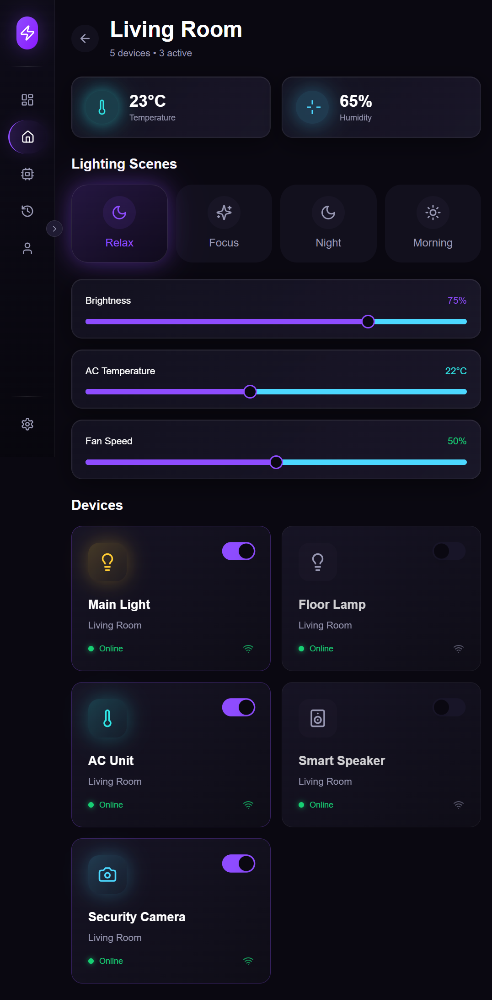 Living Room
5 devices • 3 active
23°C
Temperature
65%
Humidity
Lighting Scenes
Relax
Focus
Night
Morning
Brightness
75%
AC Temperature
22°C
Fan Speed
50%
Devices
Main Light
Living Room
Online
Floor Lamp
Living Room
Online
AC Unit
Living Room
Online
Smart Speaker
Living Room
Online
Security Camera
Living Room
Online